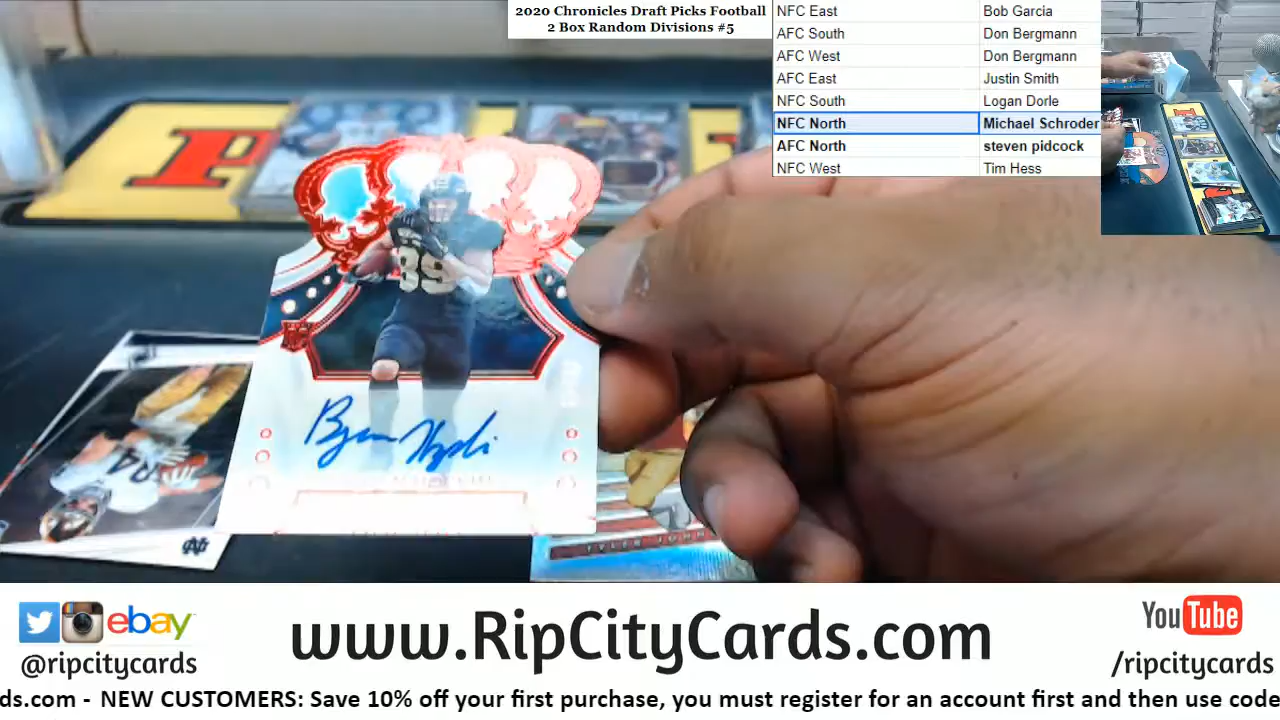 2020 Chronicles Draft Picks Football
2 Box Random Divisions #5
NFC East Bob Garcia
AFC South Don Bergmann
AFC West Don Bergmann
AFC East Justin Smith
NFC South Logan Dorle
NFC North Michael Schroder
AFC North steven pidcock
NFC West Tim Hess
89
84
ebay
@ripcitycards
www.RipCityCards.com
YouTube
/ripcitycards
ds.com - NEW CUSTOMERS: Save 10% off your first purchase, you must register for an account first and then use code